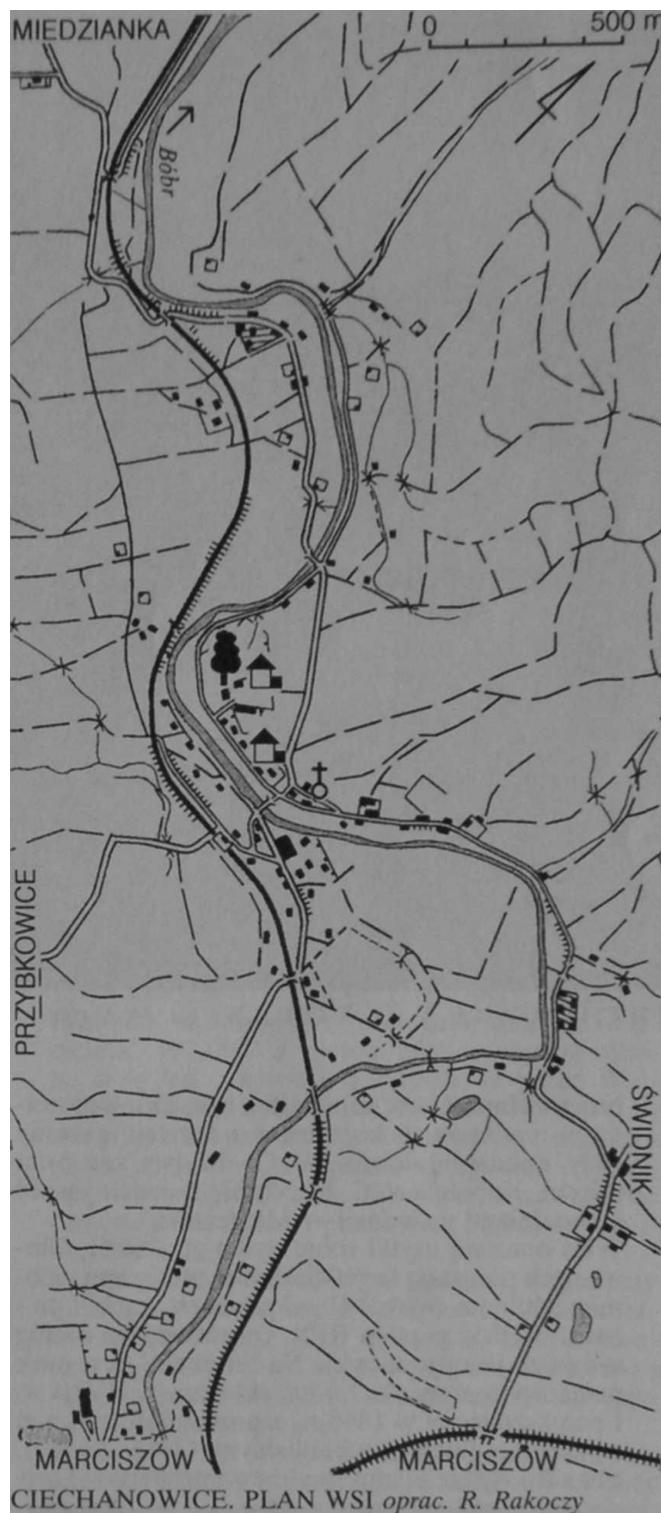 MIEDZIANKA
0 500 m
Bóbr
PRZYBKOWICE
ŚWIDNIK
MARCISZÓW
MARCISZÓW
CIECHANOWICE. PLAN WSI oprac. R. Rakoczy